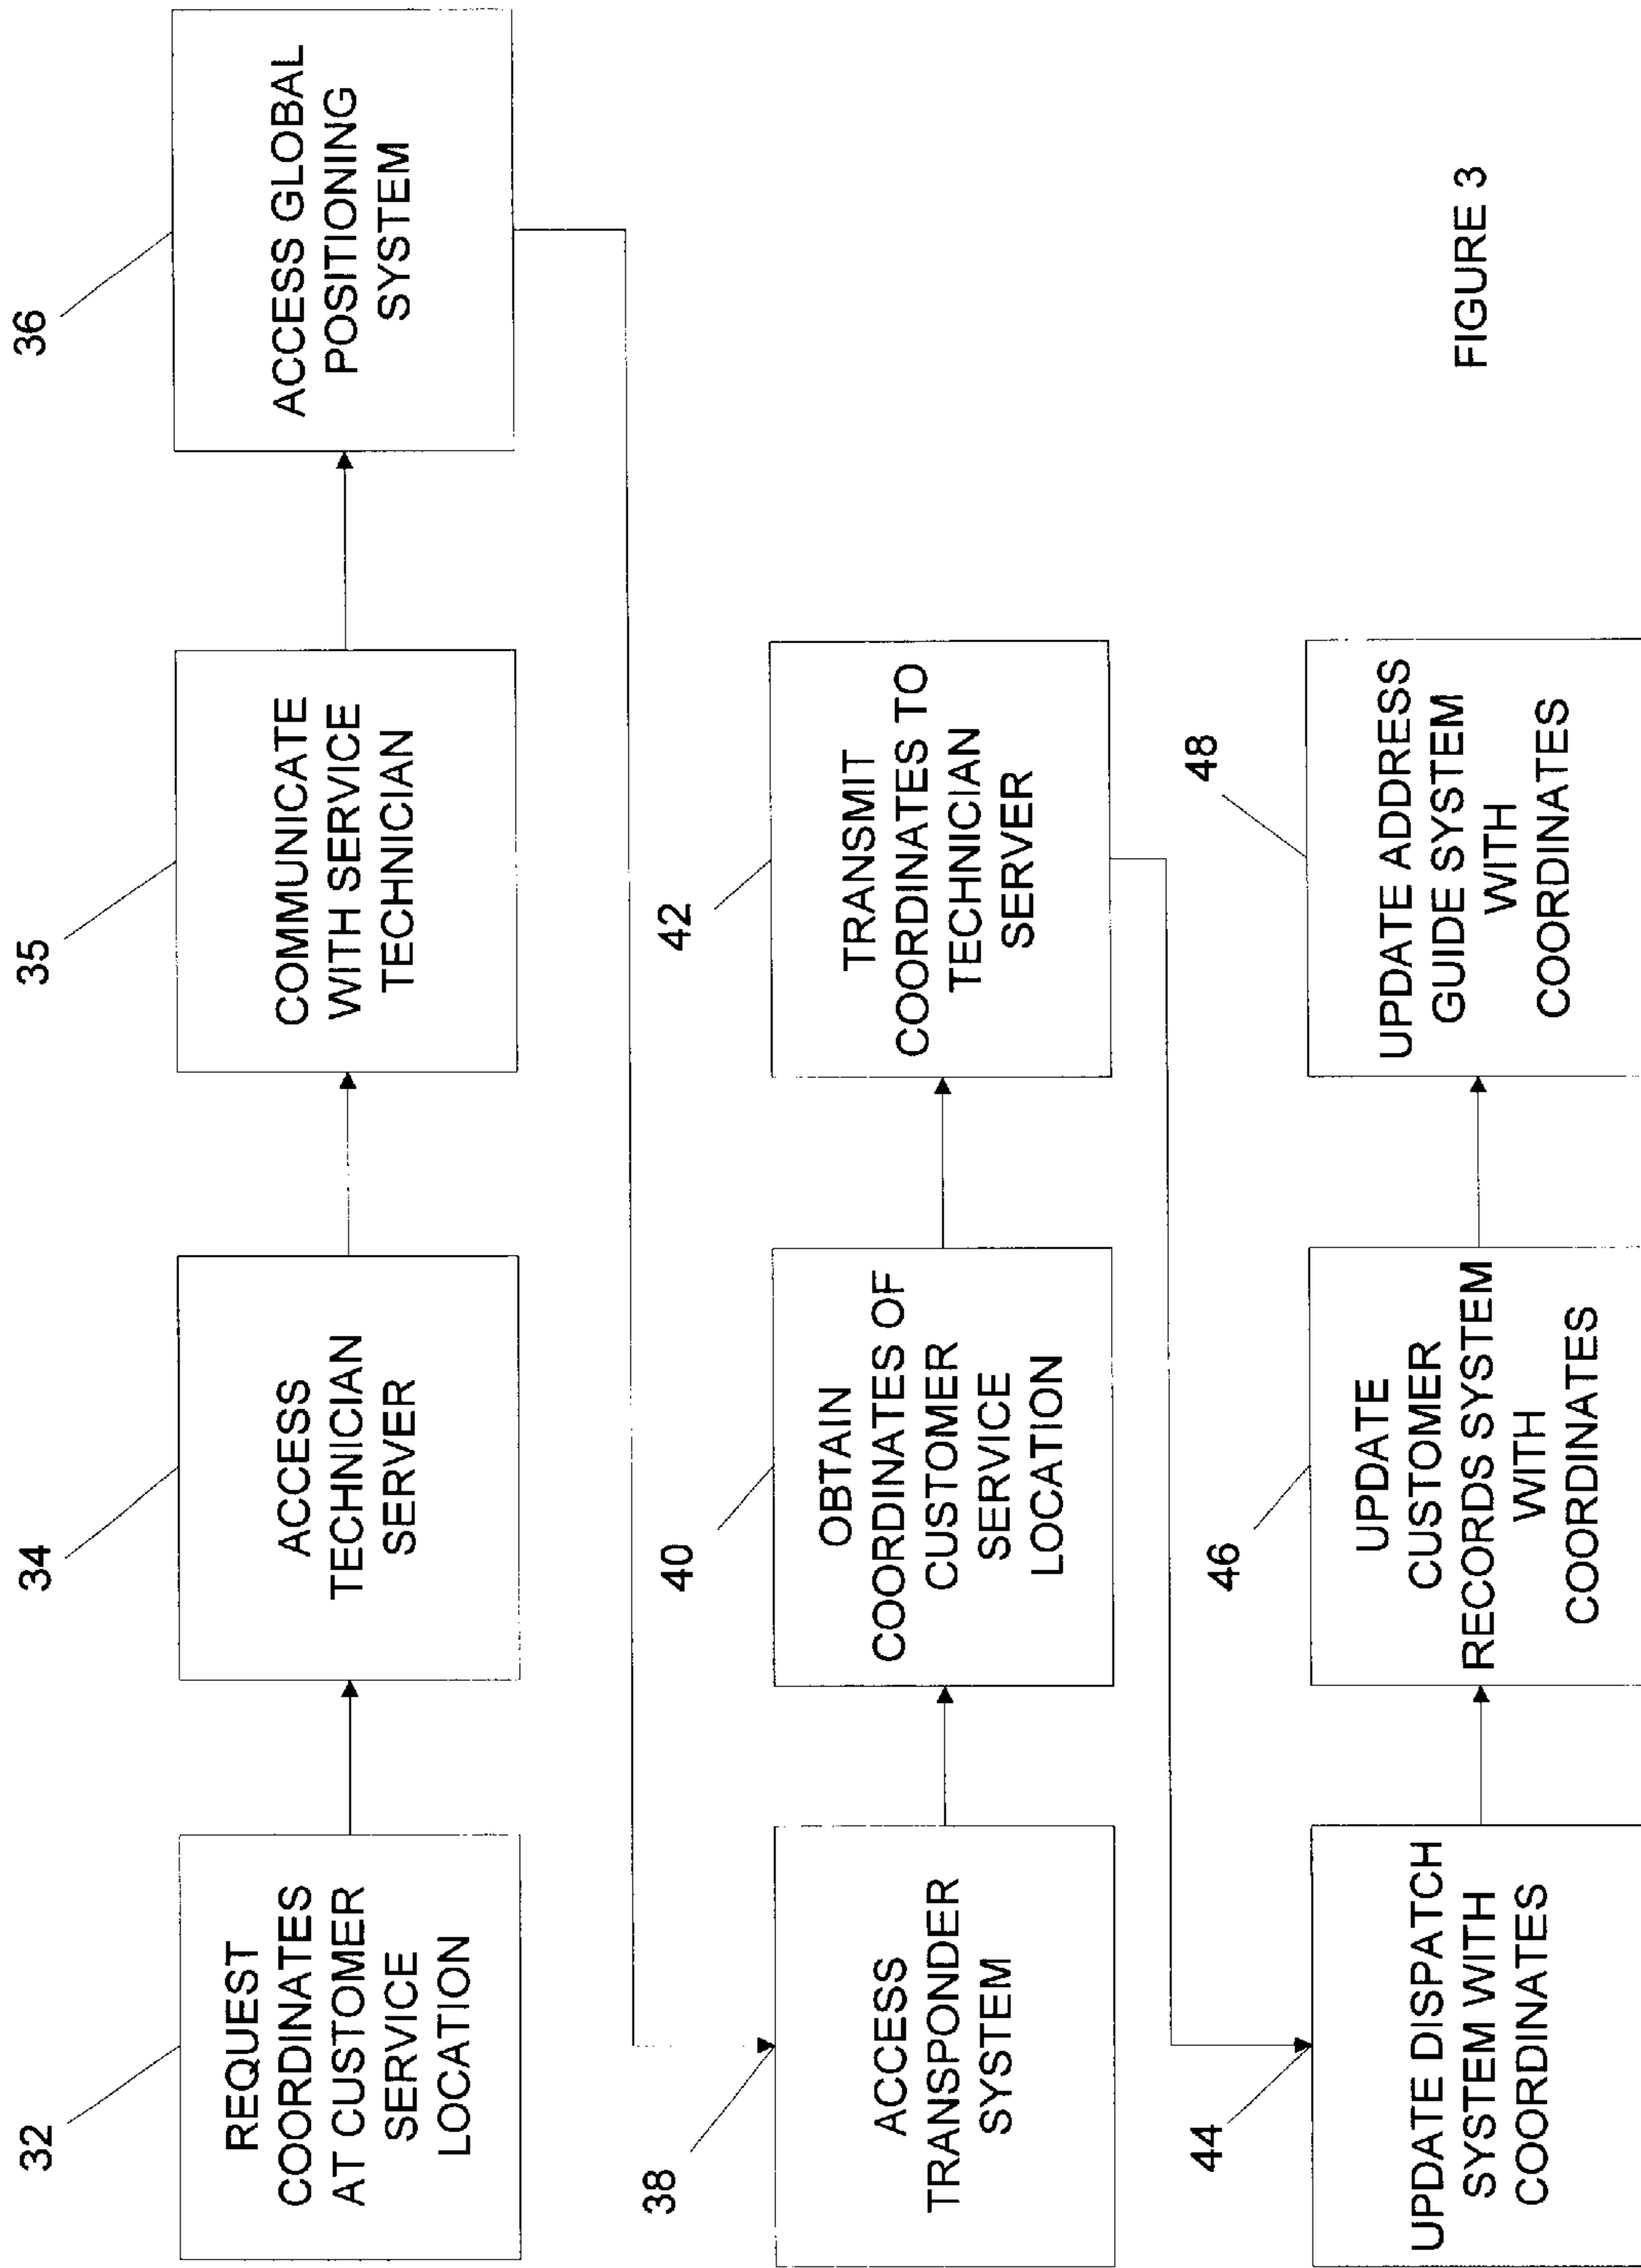 32
REQUEST
COORDINATES
AT CUSTOMER
SERVICE
LOCATION
34
ACCESS
TECHNICIAN
SERVER
35
COMMUNICATE
WITH SERVICE
TECHNICIAN
36
ACCESS GLOBAL
POSITIONING
SYSTEM
38
ACCESS
TRANSPONDER
SYSTEM
40
OBTAIN
COORDINATES OF
CUSTOMER
SERVICE
LOCATION
42
TRANSMIT
COORDINATES TO
TECHNICIAN
SERVER
44
UPDATE DISPATCH
SYSTEM WITH
COORDINATES
46
UPDATE
CUSTOMER
RECORDS SYSTEM
WITH
COORDINATES
48
UPDATE ADDRESS
GUIDE SYSTEM
WITH
COORDINATES
FIGURE 3